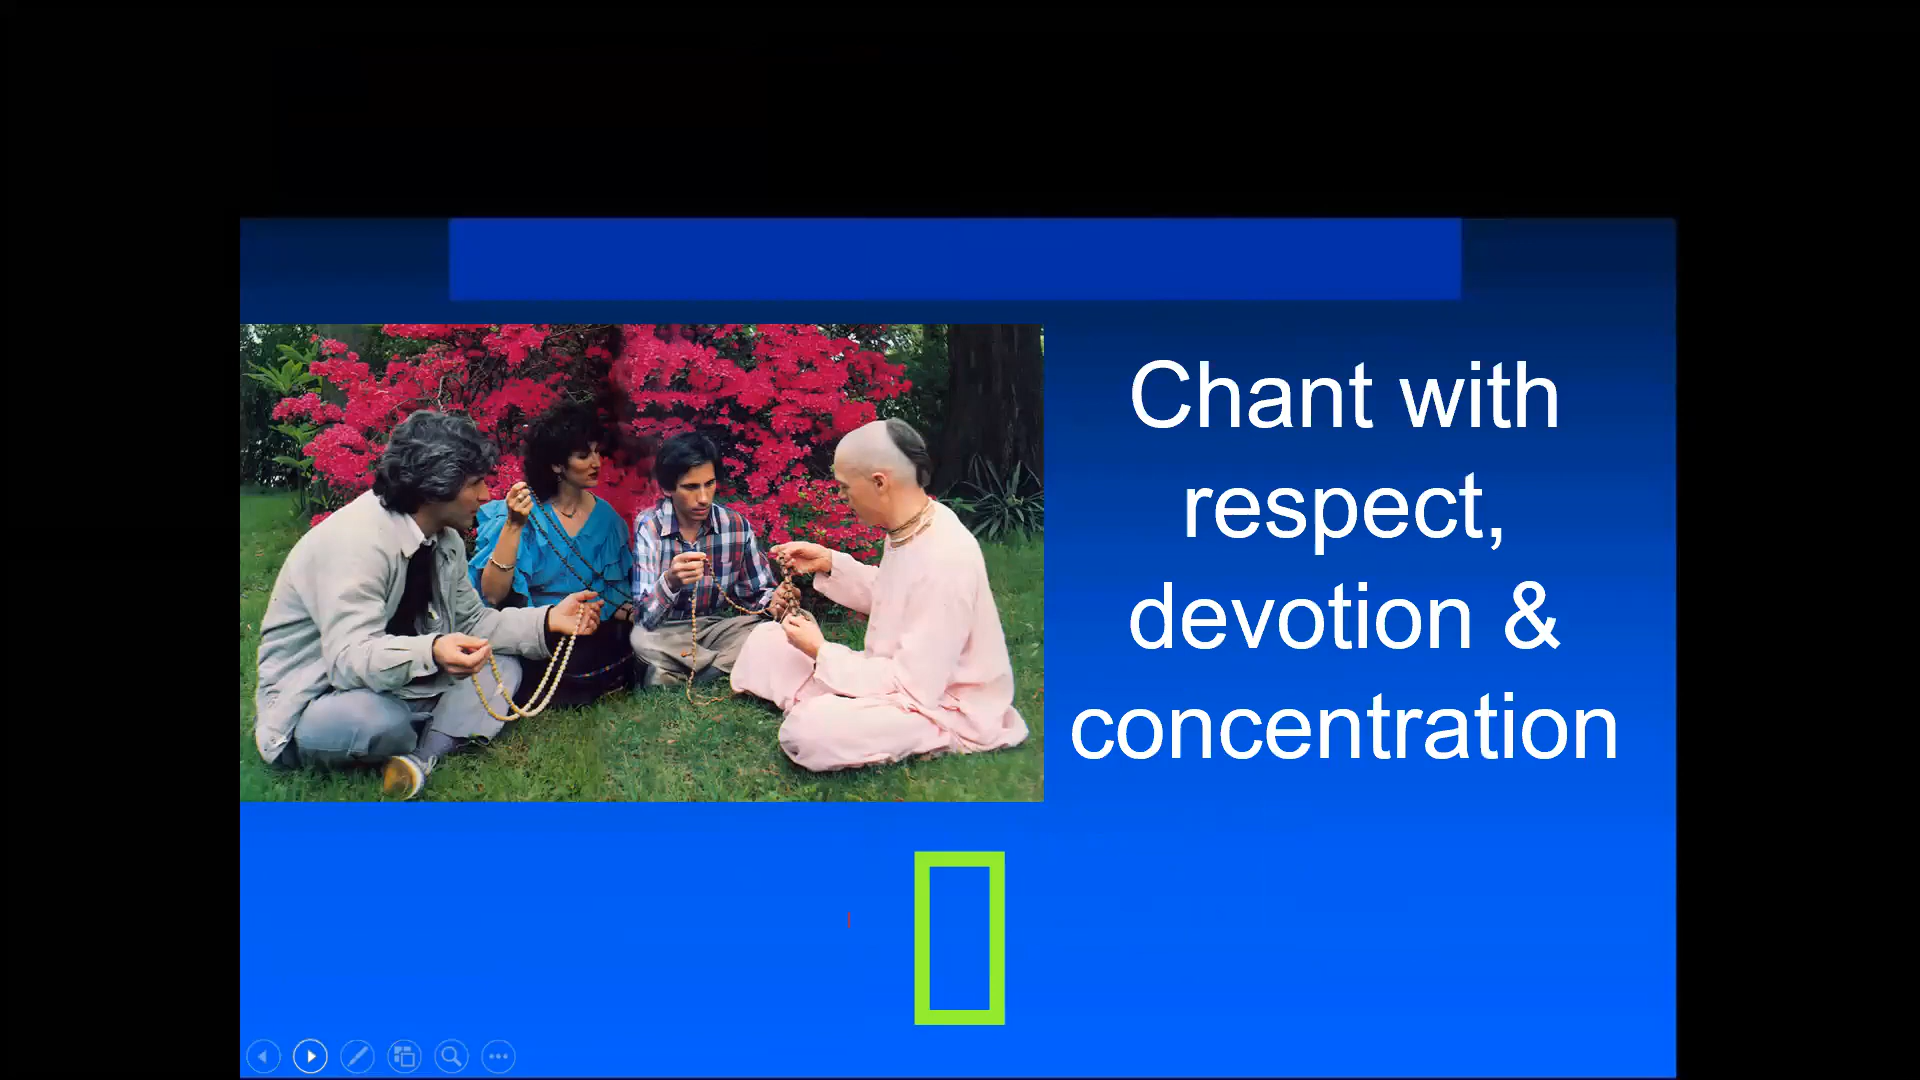 Chant with
respect,
devotion &
concentration